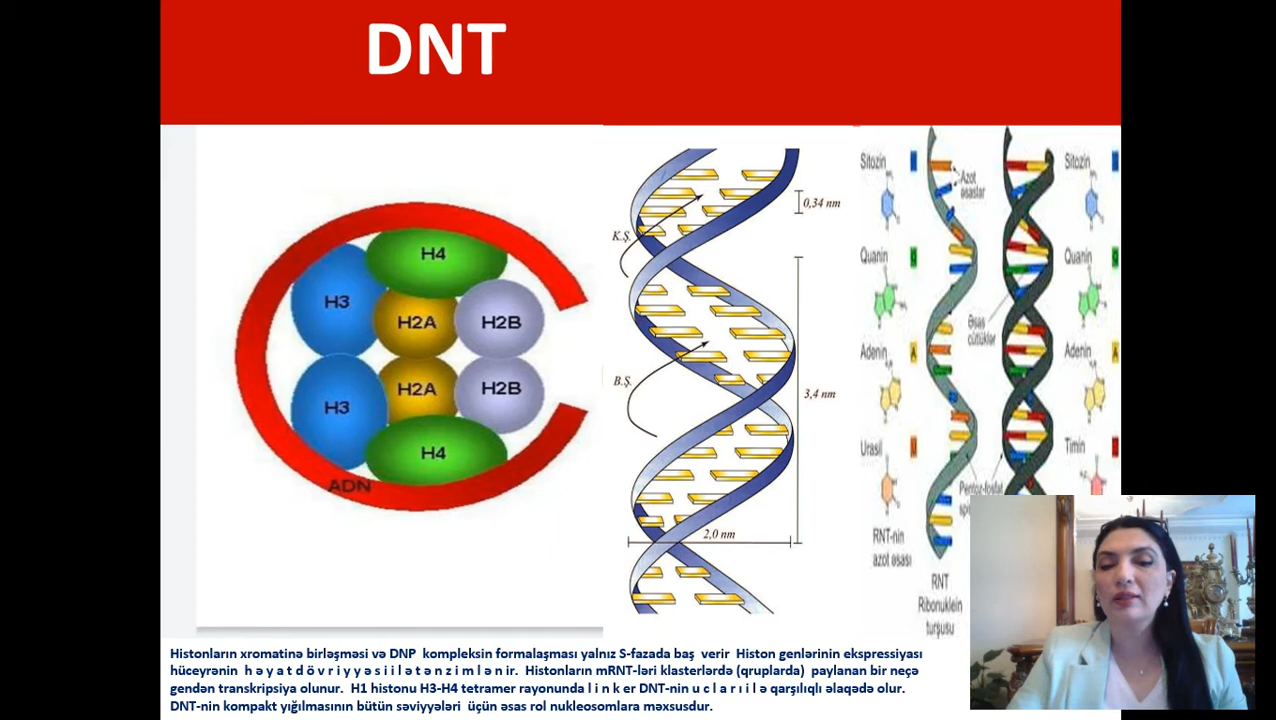 DNT
H4
H3
H2A
H2B
H2A
H2B
H3
H4
ADN
K.Ş.
0,34 nm
B.Ş.
3,4 nm
2,0 nm
Sitozin
Azot
əsaslar
Sitozin
Quanin
Quanin
Əsas
cütlüklər
Adenin
A
Adenin
A
Urasil
Timin
Pentoz-fosfat
RNT-nin
azot əsası
RNT
Ribonuklein
turşusu
Histonların xromatinə birləşməsi və DNP kompleksin formalaşması yalnız S-fazada baş verir Histon genlərinin ekspressiyası
hüceyrənin h ə y a t d ö v r i y y ə s i i l ə t ə n z i m l ə n ir. Histonların mRNT-ləri klasterlərdə (qruplarda) paylanan bir neçə
gendən transkripsiya olunur. H1 histonu H3-H4 tetramer rayonunda l i n k er DNT-nin u c l a r ı i l ə qarşılıqlı əlaqədə olur.
DNT-nin kompakt yığılmasının bütün səviyyələri üçün əsas rol nukleosomlara məxsusdur.